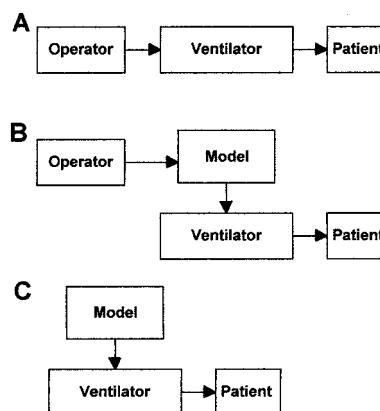 A
Operator Ventilator Patient
B
Operator Model
Ventilator Patient
C
Model
Ventilator Patient